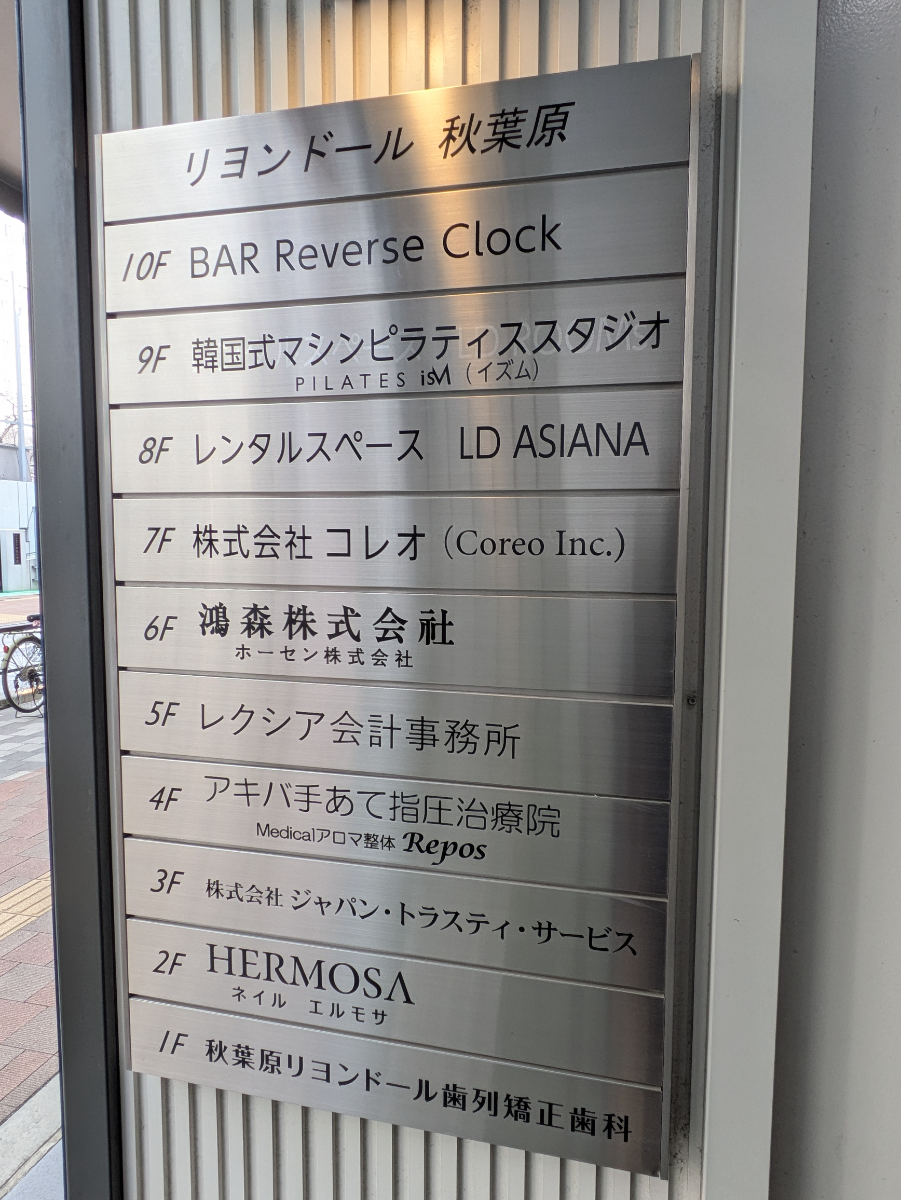 リヨンドール 秋葉原
10F BAR Reverse Clock
9F 韓国式マシンピラティススタジオ
PILATES isM (イズム)
8F レンタルスペース LD ASIANA
7F 株式会社 コレオ (Coreo Inc.)
6F 鴻森株式会社
ホーセン株式会社
5F レクシア会計事務所
4F アキバ手あて指圧治療院
Medicalアロマ整体 Repos
3F 株式会社 ジャパン・トラスティ・サービス
2F HERMOSA
ネイル エルモサ
1F 秋葉原リヨンドール歯列矯正歯科